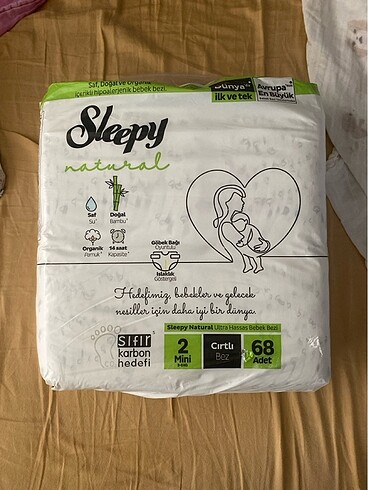 Saf, Doğal ve Organik
içerikli hipoalerjenik bebek bezi.
Dünya'da
ilk ve tek
Avrupa'nın
En Büyük
Sleepy
natural
Saf
Su
Doğal
Bambu
Organik
Pamuk
14 saat
Kapasite
Göbek Bağı
Oyuntulu
Islaklık
Göstergeli
Hedefimiz, bebekler ve gelecek
nesiller için daha iyi bir dünya.
Sleepy Natural Ultra Hassas Bebek Bezi
sıfır
karbon
hedefi
2
Mini
Cırtlı
Bez
68
Adet